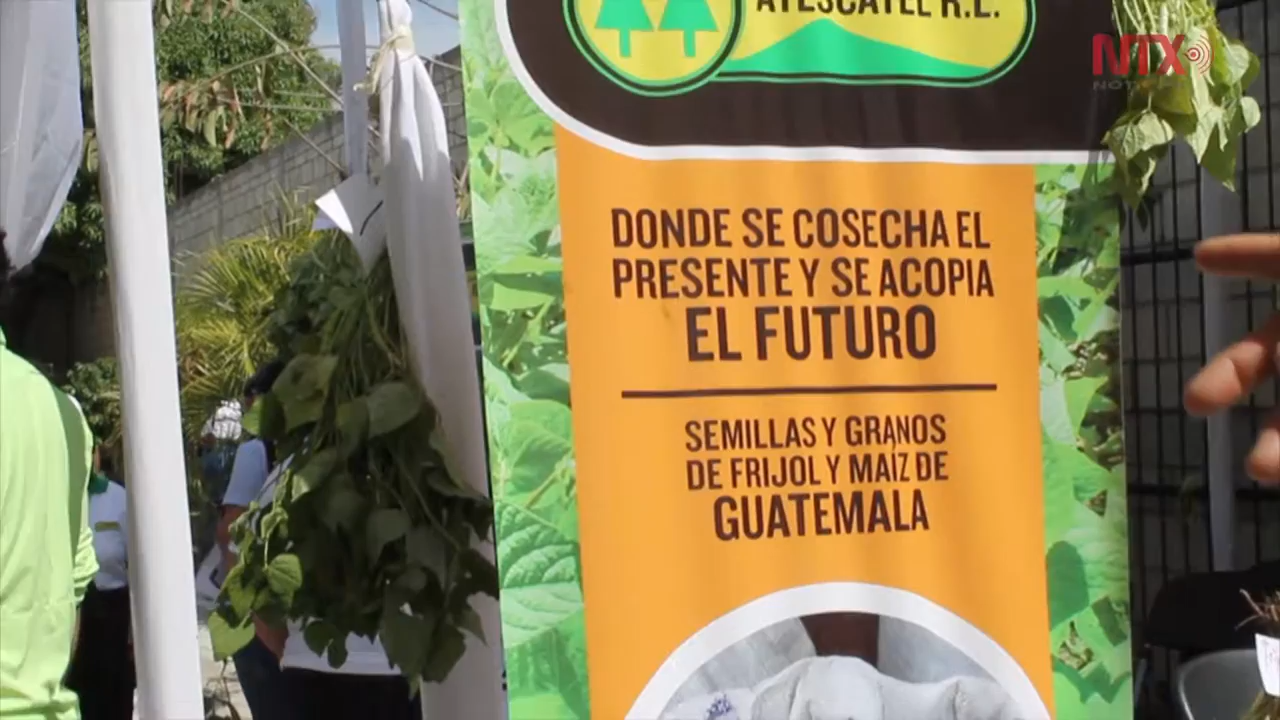 ATESCATEL R.L.
NTX
DONDE SE COSECHA EL
PRESENTE Y SE ACOPIA
EL FUTURO
SEMILLAS Y GRANOS
DE FRIJOL Y MAIZ DE
GUATEMALA